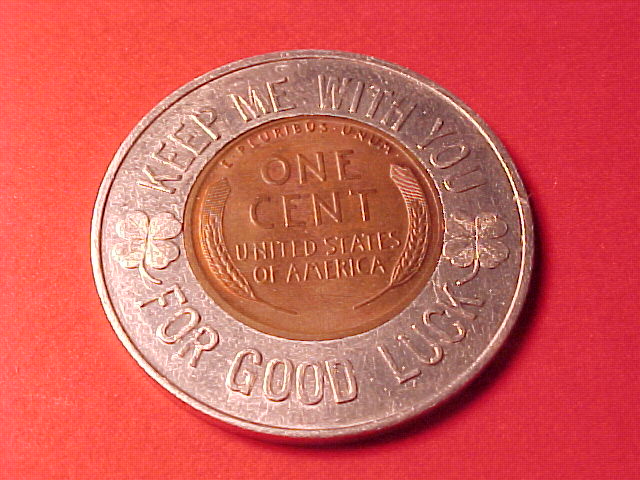 KEEP ME WITH YOU
E·PLURIBUS·UNUM
ONE
CENT
UNITED STATES
OF AMERICA
FOR GOOD LUCK